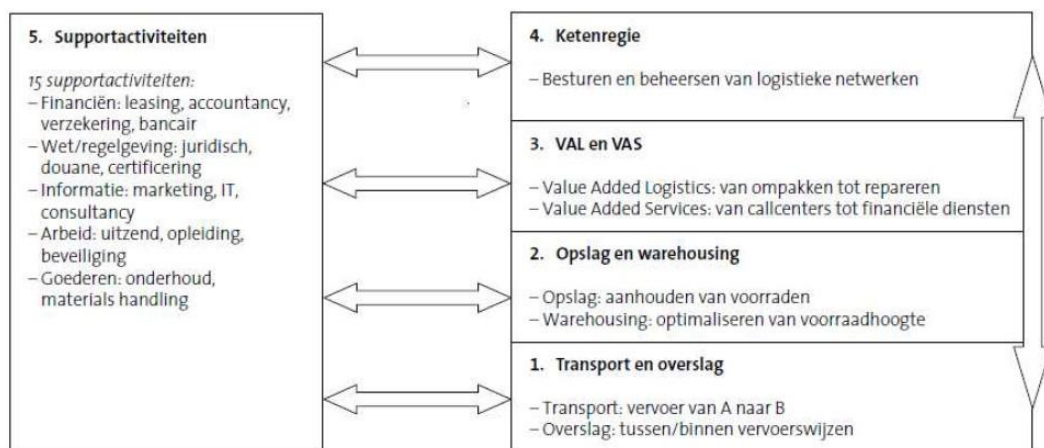 5. Supportactiviteiten
15 supportactiviteiten:
– Financiën: leasing, accountancy,
verzekering, bancair
– Wet/regelgeving: juridisch,
douane, certificering
– Informatie: marketing, IT,
consultancy
– Arbeid: uitzend, opleiding,
beveiliging
– Goederen: onderhoud,
materials handling
4. Ketenregie
– Besturen en beheersen van logistieke netwerken
3. VAL en VAS
– Value Added Logistics: van ompakken tot repareren
– Value Added Services: van callcenters tot financiële diensten
2. Opslag en warehousing
– Opslag: aanhouden van voorraden
– Warehousing: optimaliseren van voorraadhoogte
1. Transport en overslag
– Transport: vervoer van A naar B
– Overslag: tussen/binnen vervoerswijzen